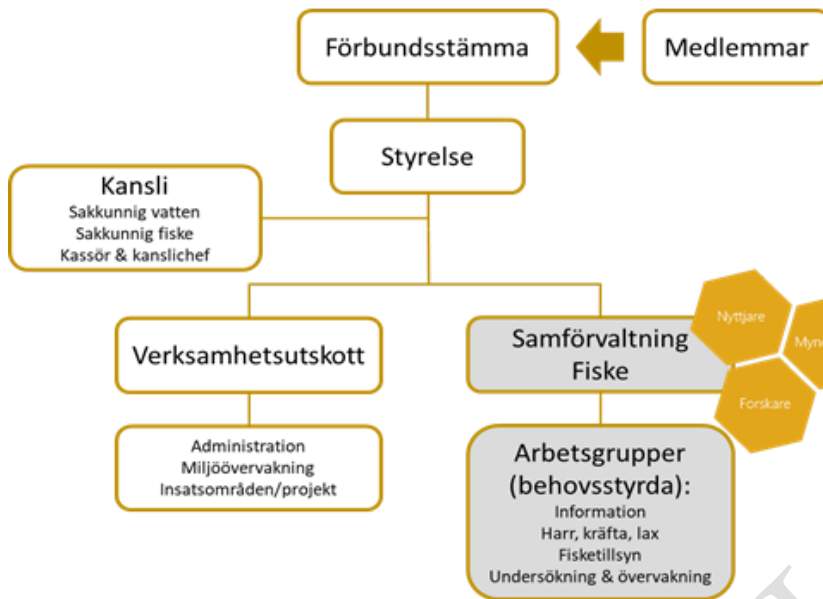 Förbundsstämma
Medlemmar
Styrelse
Kansli
Sakkunnig vatten
Sakkunnig fiske
Kassör & kanslichef
Verksamhetsutskott
Administration
Miljöövervakning
Insatsområden/projekt
Samförvaltning
Fiske
Nyttjare
Forskare
Arbetsgrupper
(behovsstyrda):
Information
Harr, kräfta, lax
Fisketillsyn
Undersökning & övervakning